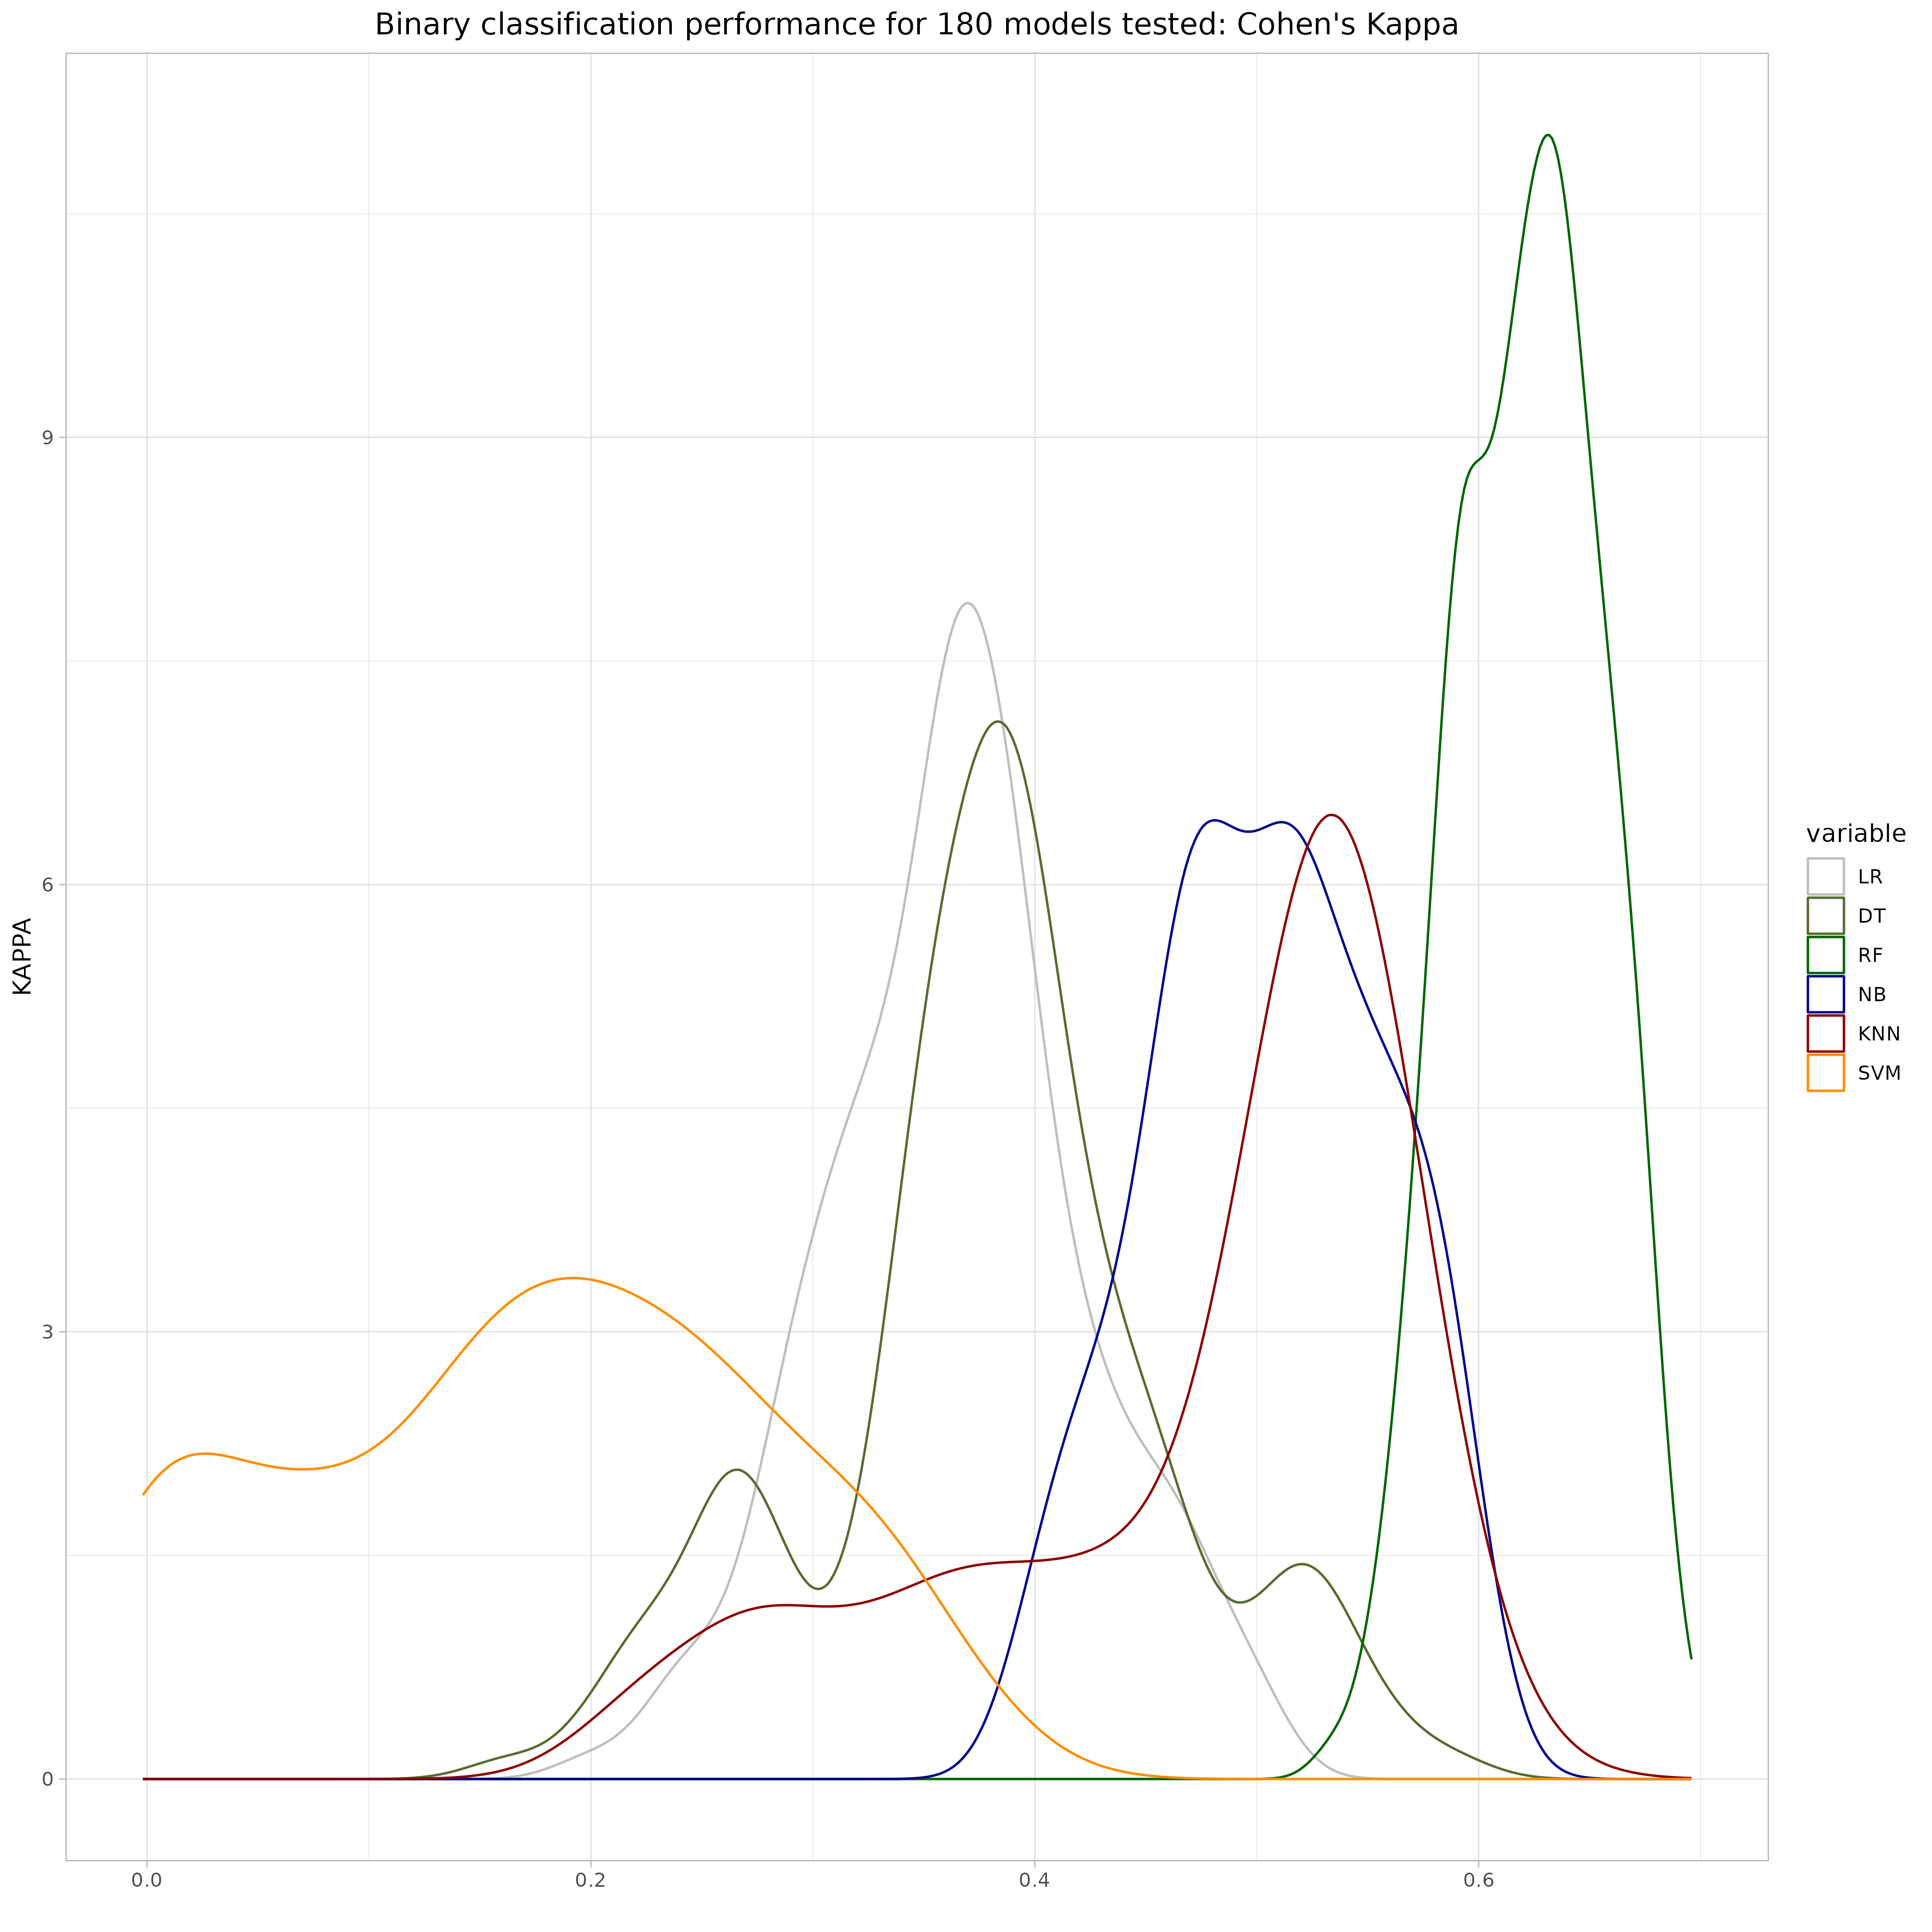 Binary classification performance for 180 models tested: Cohen's Kappa
9
6
3
0
KAPPA
0.0 0.2 0.4 0.6
variable
LR
DT
RF
NB
KNN
SVM